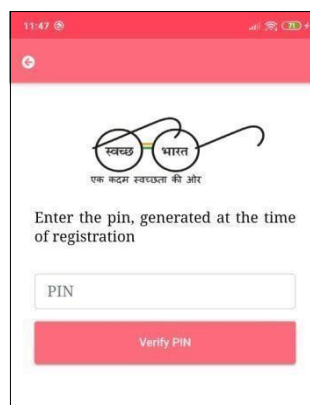 11:47
71
स्वच्छ भारत
एक कदम स्वच्छता की ओर
Enter the pin, generated at the time
of registration
PIN
Verify PIN